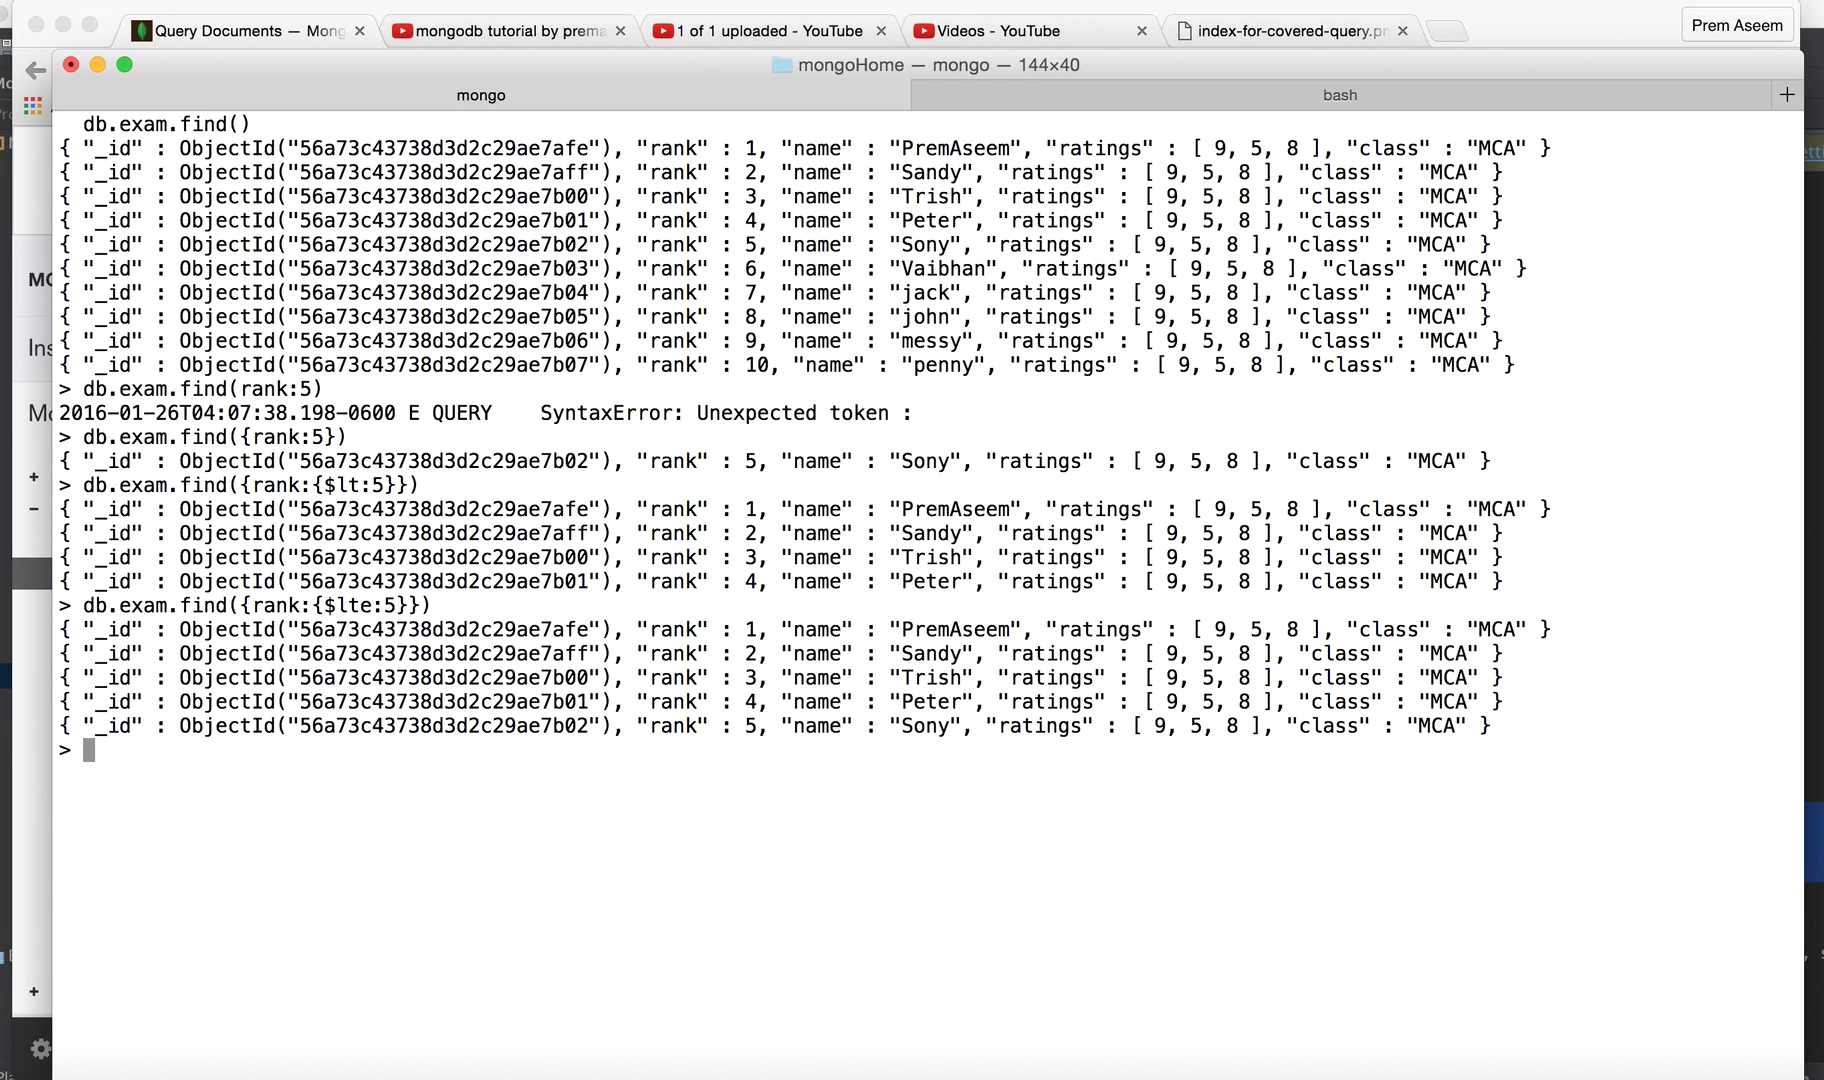 Query Documents — Mong
mongodb tutorial by prema
1 of 1 uploaded - YouTube
Videos - YouTube
index-for-covered-query.pn
Prem Aseem
mongoHome — mongo — 144×40
mongo
bash
db.exam.find()
{ "_id" : ObjectId("56a73c43738d3d2c29ae7afe"), "rank" : 1, "name" : "PremAseem", "ratings" : [ 9, 5, 8 ], "class" : "MCA" }
{ "_id" : ObjectId("56a73c43738d3d2c29ae7aff"), "rank" : 2, "name" : "Sandy", "ratings" : [ 9, 5, 8 ], "class" : "MCA" }
{ "_id" : ObjectId("56a73c43738d3d2c29ae7b00"), "rank" : 3, "name" : "Trish", "ratings" : [ 9, 5, 8 ], "class" : "MCA" }
{ "_id" : ObjectId("56a73c43738d3d2c29ae7b01"), "rank" : 4, "name" : "Peter", "ratings" : [ 9, 5, 8 ], "class" : "MCA" }
{ "_id" : ObjectId("56a73c43738d3d2c29ae7b02"), "rank" : 5, "name" : "Sony", "ratings" : [ 9, 5, 8 ], "class" : "MCA" }
{ "_id" : ObjectId("56a73c43738d3d2c29ae7b03"), "rank" : 6, "name" : "Vaibhan", "ratings" : [ 9, 5, 8 ], "class" : "MCA" }
{ "_id" : ObjectId("56a73c43738d3d2c29ae7b04"), "rank" : 7, "name" : "jack", "ratings" : [ 9, 5, 8 ], "class" : "MCA" }
{ "_id" : ObjectId("56a73c43738d3d2c29ae7b05"), "rank" : 8, "name" : "john", "ratings" : [ 9, 5, 8 ], "class" : "MCA" }
{ "_id" : ObjectId("56a73c43738d3d2c29ae7b06"), "rank" : 9, "name" : "messy", "ratings" : [ 9, 5, 8 ], "class" : "MCA" }
{ "_id" : ObjectId("56a73c43738d3d2c29ae7b07"), "rank" : 10, "name" : "penny", "ratings" : [ 9, 5, 8 ], "class" : "MCA" }
> db.exam.find(rank:5)
2016-01-26T04:07:38.198-0600 E QUERY    SyntaxError: Unexpected token :
> db.exam.find({rank:5})
{ "_id" : ObjectId("56a73c43738d3d2c29ae7b02"), "rank" : 5, "name" : "Sony", "ratings" : [ 9, 5, 8 ], "class" : "MCA" }
> db.exam.find({rank:{$lt:5}})
{ "_id" : ObjectId("56a73c43738d3d2c29ae7afe"), "rank" : 1, "name" : "PremAseem", "ratings" : [ 9, 5, 8 ], "class" : "MCA" }
{ "_id" : ObjectId("56a73c43738d3d2c29ae7aff"), "rank" : 2, "name" : "Sandy", "ratings" : [ 9, 5, 8 ], "class" : "MCA" }
{ "_id" : ObjectId("56a73c43738d3d2c29ae7b00"), "rank" : 3, "name" : "Trish", "ratings" : [ 9, 5, 8 ], "class" : "MCA" }
{ "_id" : ObjectId("56a73c43738d3d2c29ae7b01"), "rank" : 4, "name" : "Peter", "ratings" : [ 9, 5, 8 ], "class" : "MCA" }
> db.exam.find({rank:{$lte:5}})
{ "_id" : ObjectId("56a73c43738d3d2c29ae7afe"), "rank" : 1, "name" : "PremAseem", "ratings" : [ 9, 5, 8 ], "class" : "MCA" }
{ "_id" : ObjectId("56a73c43738d3d2c29ae7aff"), "rank" : 2, "name" : "Sandy", "ratings" : [ 9, 5, 8 ], "class" : "MCA" }
{ "_id" : ObjectId("56a73c43738d3d2c29ae7b00"), "rank" : 3, "name" : "Trish", "ratings" : [ 9, 5, 8 ], "class" : "MCA" }
{ "_id" : ObjectId("56a73c43738d3d2c29ae7b01"), "rank" : 4, "name" : "Peter", "ratings" : [ 9, 5, 8 ], "class" : "MCA" }
{ "_id" : ObjectId("56a73c43738d3d2c29ae7b02"), "rank" : 5, "name" : "Sony", "ratings" : [ 9, 5, 8 ], "class" : "MCA" }
>